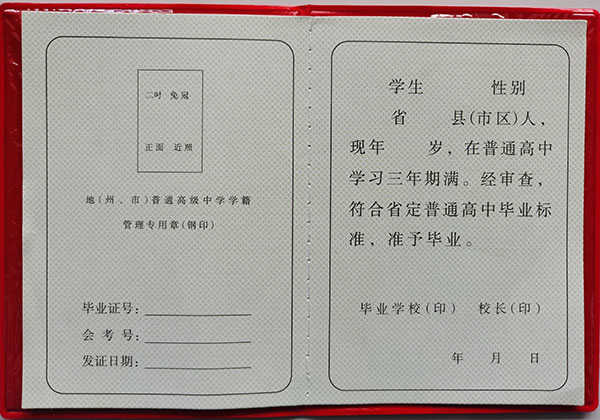 二吋 免冠
正面 近照
地(州、市)普通高级中学学籍
管理专用章(钢印)
毕业证号:
会考号:
发证日期:
学生 性别
省 县(市区)人,
现年 岁,在普通高中
学习三年期满。经审查,
符合省定普通高中毕业标
准,准予毕业。
毕业学校(印) 校长(印)
年 月 日